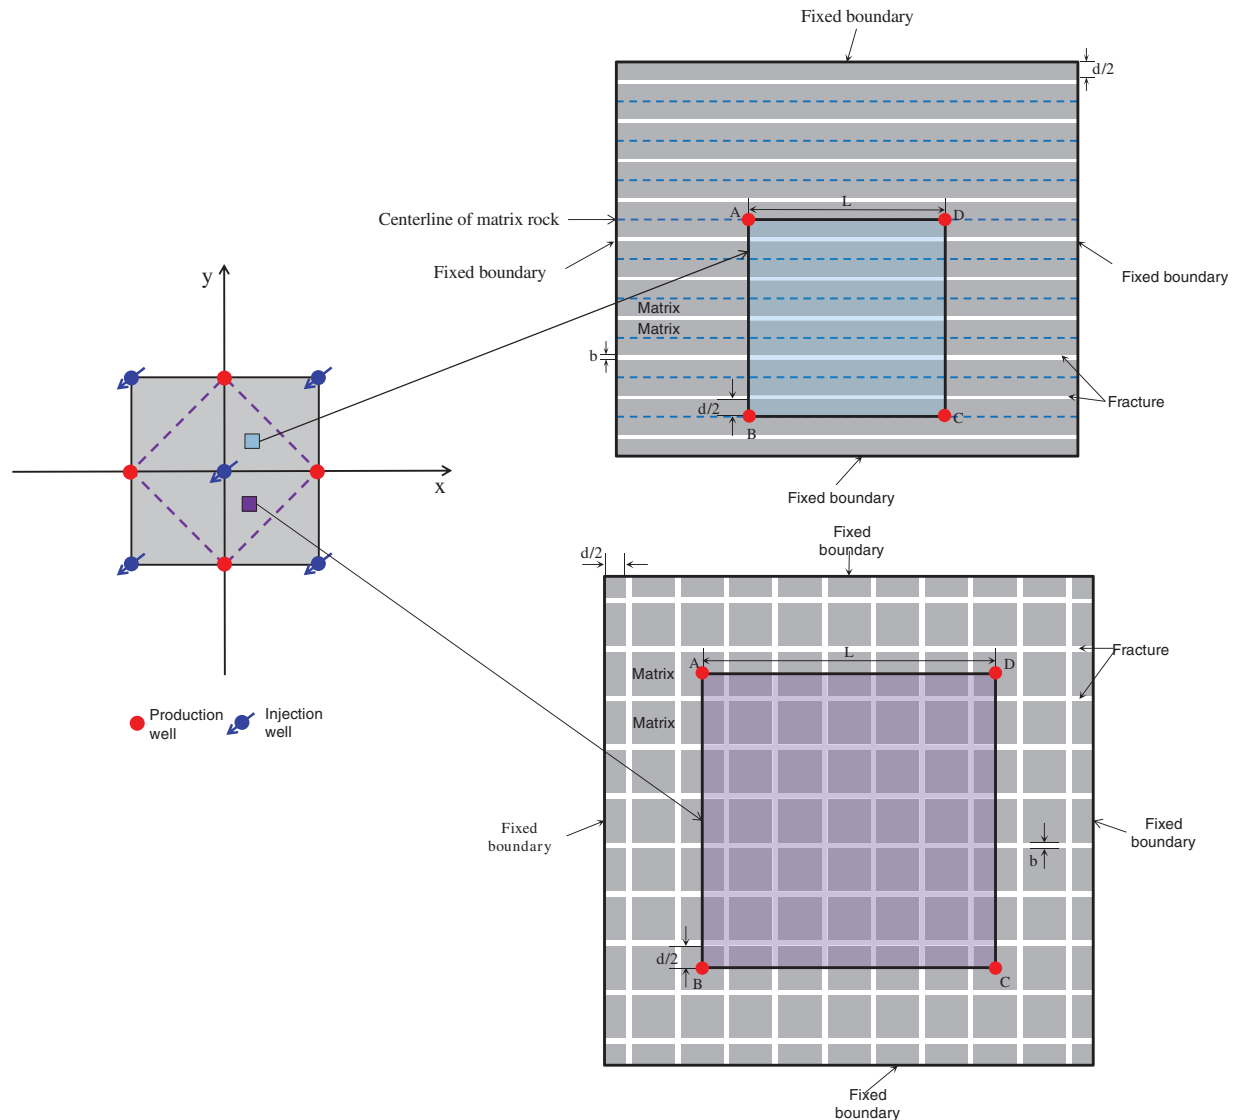 y
x
Production
well
Injection
well
Fixed boundary
d/2
L
A
D
Centerline of matrix rock
Fixed boundary
Fixed boundary
Matrix
Matrix
b
d/2
B
C
Fracture
Fixed boundary
Fixed
boundary
d/2
L
A
D
Matrix
Matrix
Fracture
Fixed
boundary
Fixed
boundary
b
d/2
B
C
Fixed
boundary